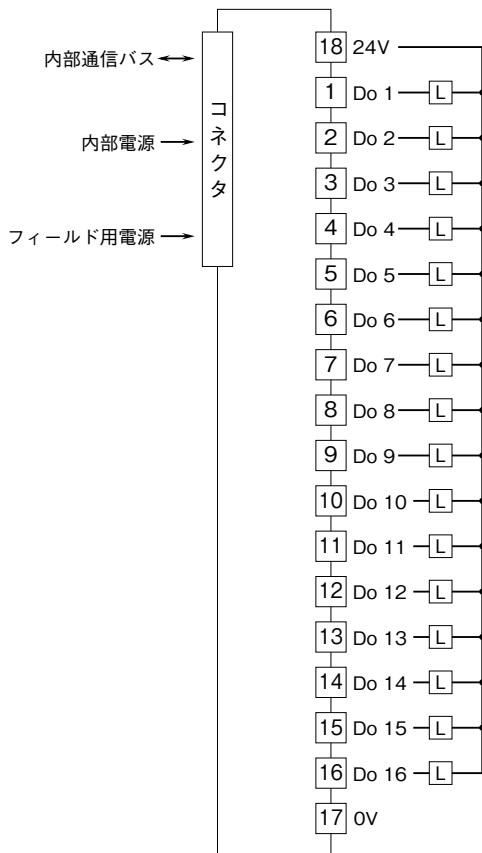 内部通信バス
内部電源
フィールド用電源
コネクタ
18 24V
1 Do 1 L
2 Do 2 L
3 Do 3 L
4 Do 4 L
5 Do 5 L
6 Do 6 L
7 Do 7 L
8 Do 8 L
9 Do 9 L
10 Do 10 L
11 Do 11 L
12 Do 12 L
13 Do 13 L
14 Do 14 L
15 Do 15 L
16 Do 16 L
17 0V